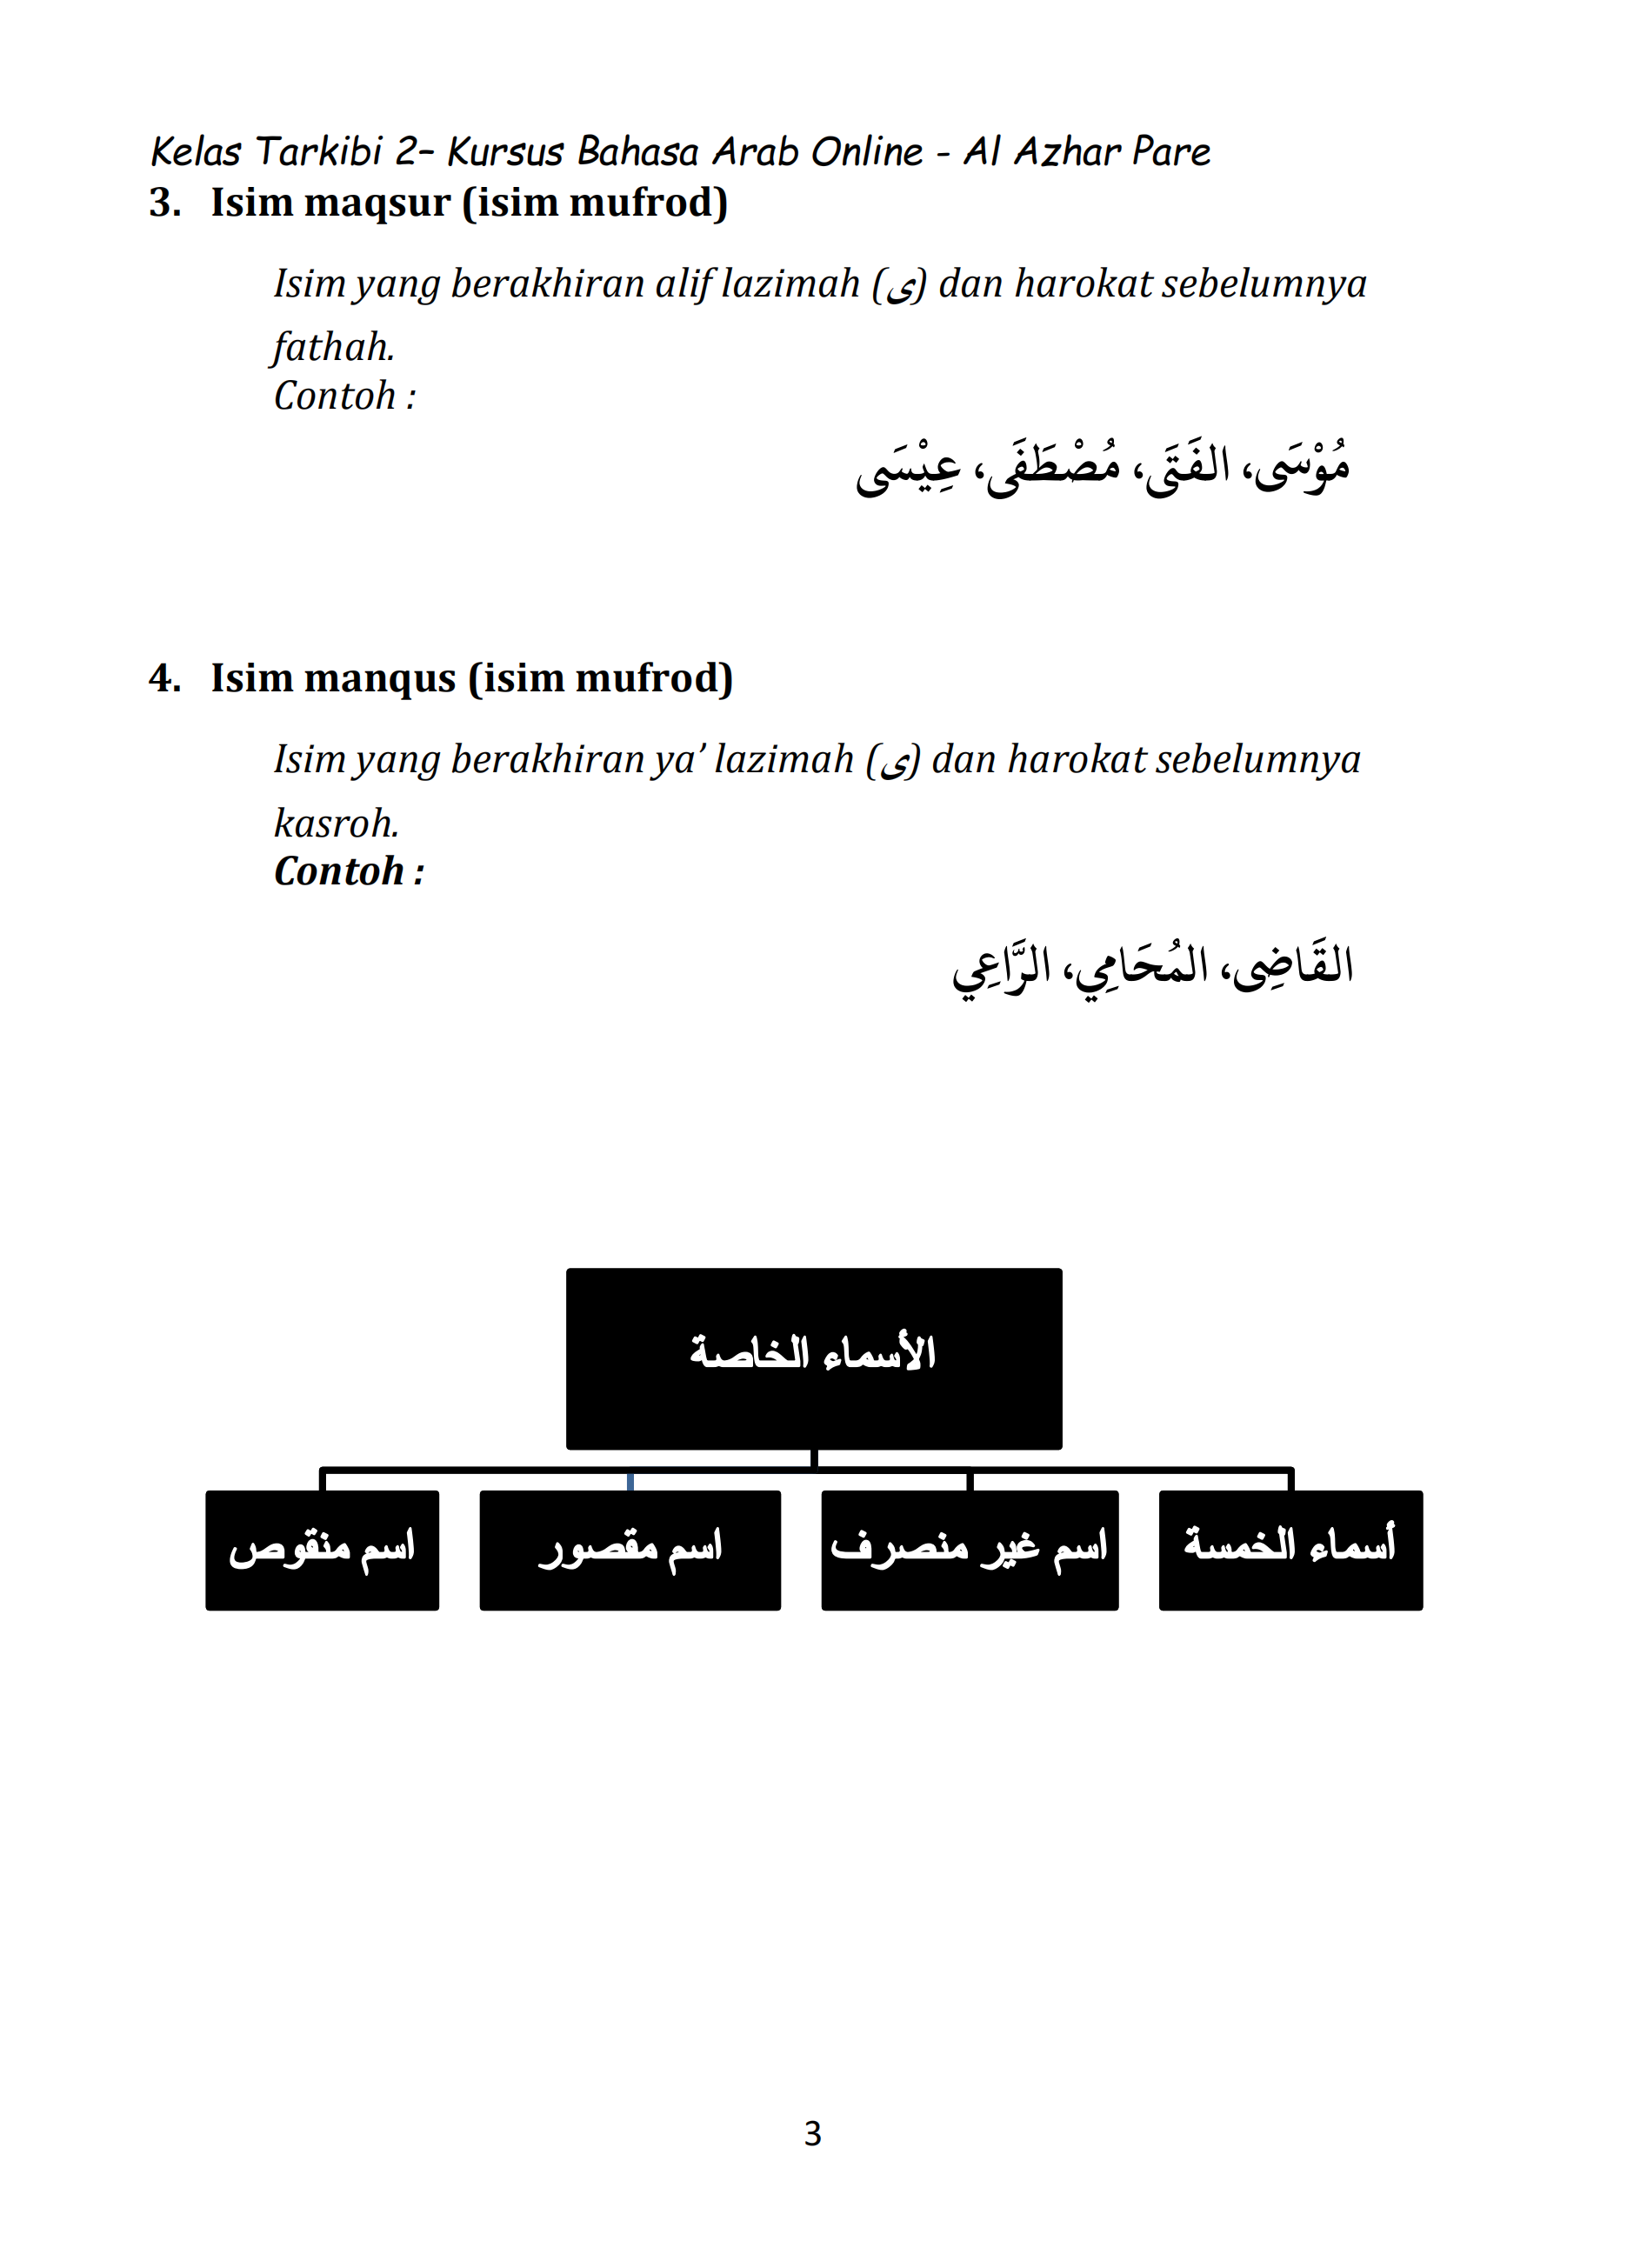 Kelas Tarkibi 2– Kursus Bahasa Arab Online - Al Azhar Pare
3. Isim maqsur (isim mufrod)
Isim yang berakhiran alif lazimah (ى) dan harokat sebelumnya
fathah.
Contoh :
مُوْسَى، الفَتَى، مُصْطَفَى، عِيْسَى
4. Isim manqus (isim mufrod)
Isim yang berakhiran ya’ lazimah (ى) dan harokat sebelumnya
kasroh.
Contoh :
القَاضِى، المُحَامِي، الرَّاعِي
الأسماء الخاصة
أسماء الخمسة
اسم غير منصرف
اسم مقصور
اسم منقوص
3